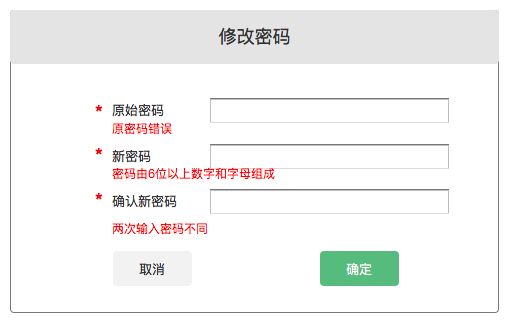 修改密码
* 原始密码
原密码错误
* 新密码
密码由6位以上数字和字母组成
* 确认新密码
两次输入密码不同
取消 确定